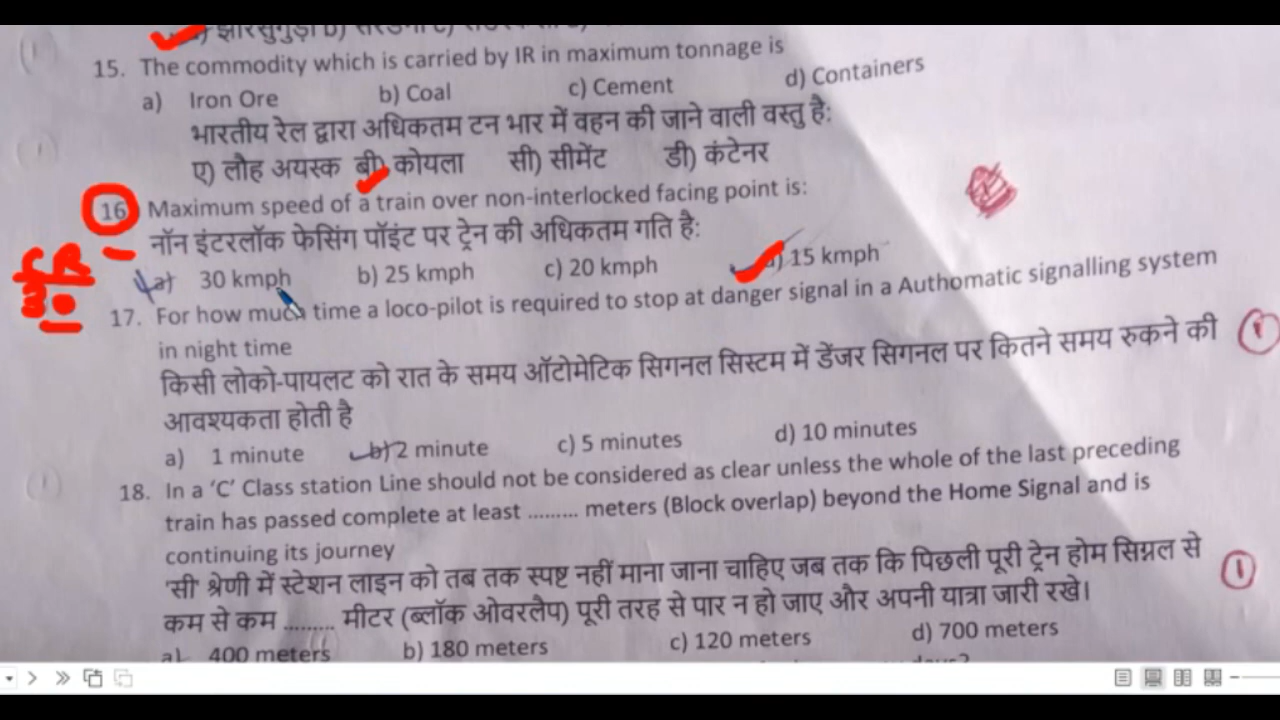 झारसुगुड़ा b)
15. The commodity which is carried by IR in maximum tonnage is
a) Iron Ore b) Coal c) Cement d) Containers
भारतीय रेल द्वारा अधिकतम टन भार में वहन की जाने वाली वस्तु है:
ए) लौह अयस्क बी) कोयला सी) सीमेंट डी) कंटेनर
16 Maximum speed of a train over non-interlocked facing point is:
नॉन इंटरलॉक फेसिंग पॉइंट पर ट्रेन की अधिकतम गति है:
GR
30
a) 30 kmph b) 25 kmph c) 20 kmph d) 15 kmph
17. For how much time a loco-pilot is required to stop at danger signal in a Authomatic signalling system
in night time
किसी लोको-पायलट को रात के समय ऑटोमेटिक सिगनल सिस्टम में डेंजर सिगनल पर कितने समय रुकने की
आवश्यकता होती है
1
a) 1 minute b) 2 minute c) 5 minutes d) 10 minutes
18. In a ‘C’ Class station Line should not be considered as clear unless the whole of the last preceding
train has passed complete at least ......... meters (Block overlap) beyond the Home Signal and is
continuing its journey
'सी' श्रेणी में स्टेशन लाइन को तब तक स्पष्ट नहीं माना जाना चाहिए जब तक कि पिछली पूरी ट्रेन होम सिग्नल से
1
कम से कम ......... मीटर (ब्लॉक ओवरलैप) पूरी तरह से पार न हो जाए और अपनी यात्रा जारी रखे।
a) 400 meters b) 180 meters c) 120 meters d) 700 meters